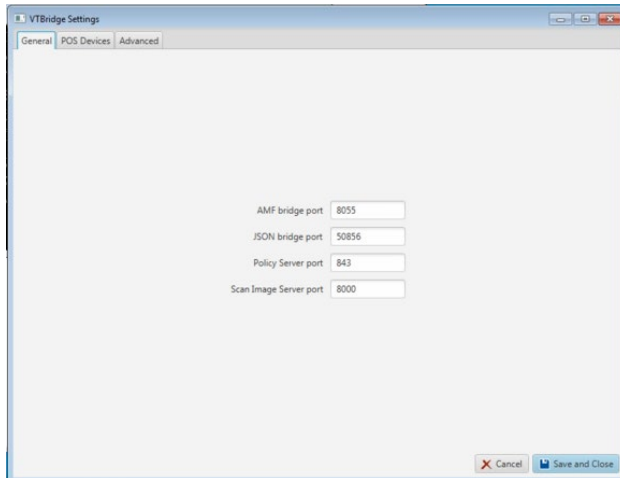 VTBridge Settings
General POS Devices Advanced
AMF bridge port 8055
JSON bridge port 50856
Policy Server port 843
Scan Image Server port 8000
Cancel Save and Close